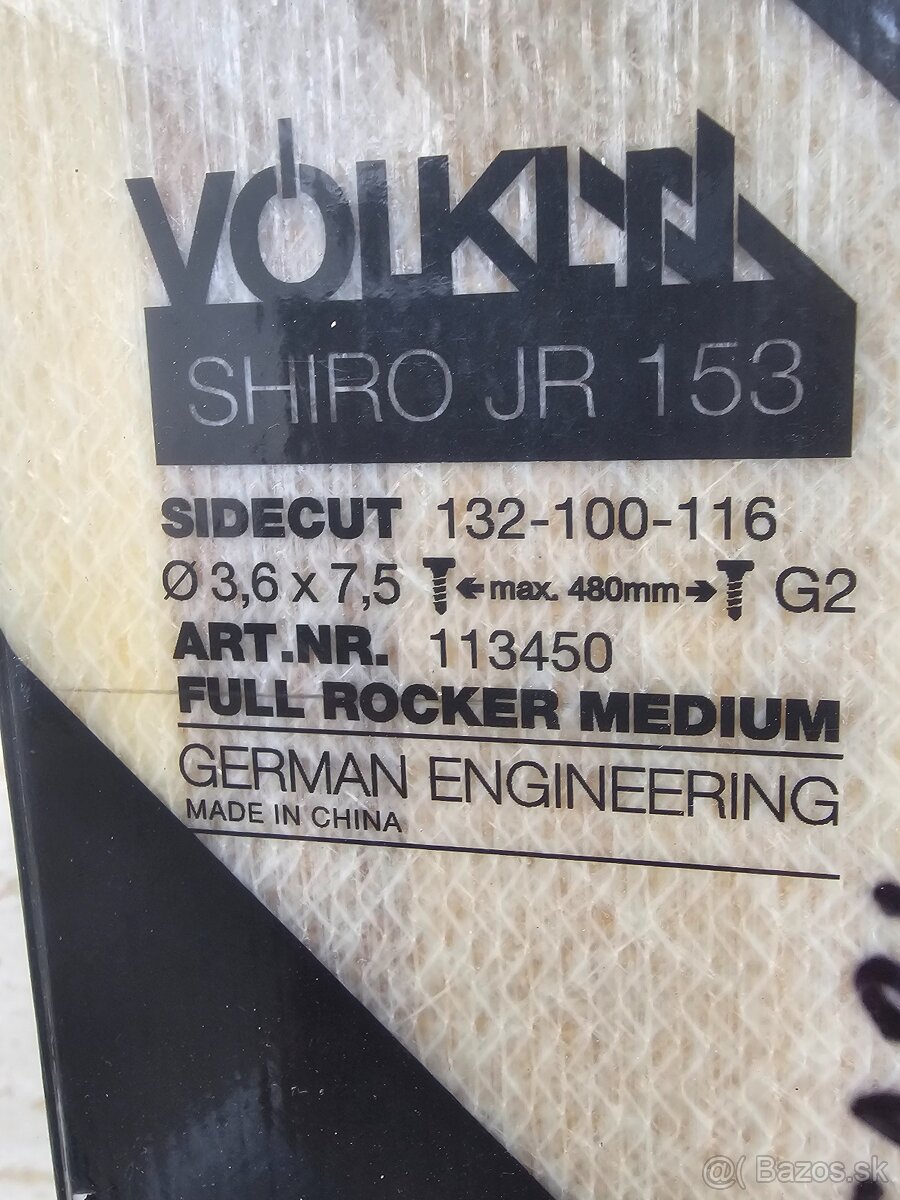 VÖLKL
SHIRO JR 153
SIDECUT 132-100-116
Ø 3,6 x 7,5 ←max. 480mm→ G2
ART.NR. 113450
FULL ROCKER MEDIUM
GERMAN ENGINEERING
MADE IN CHINA
@( Bazos.sk